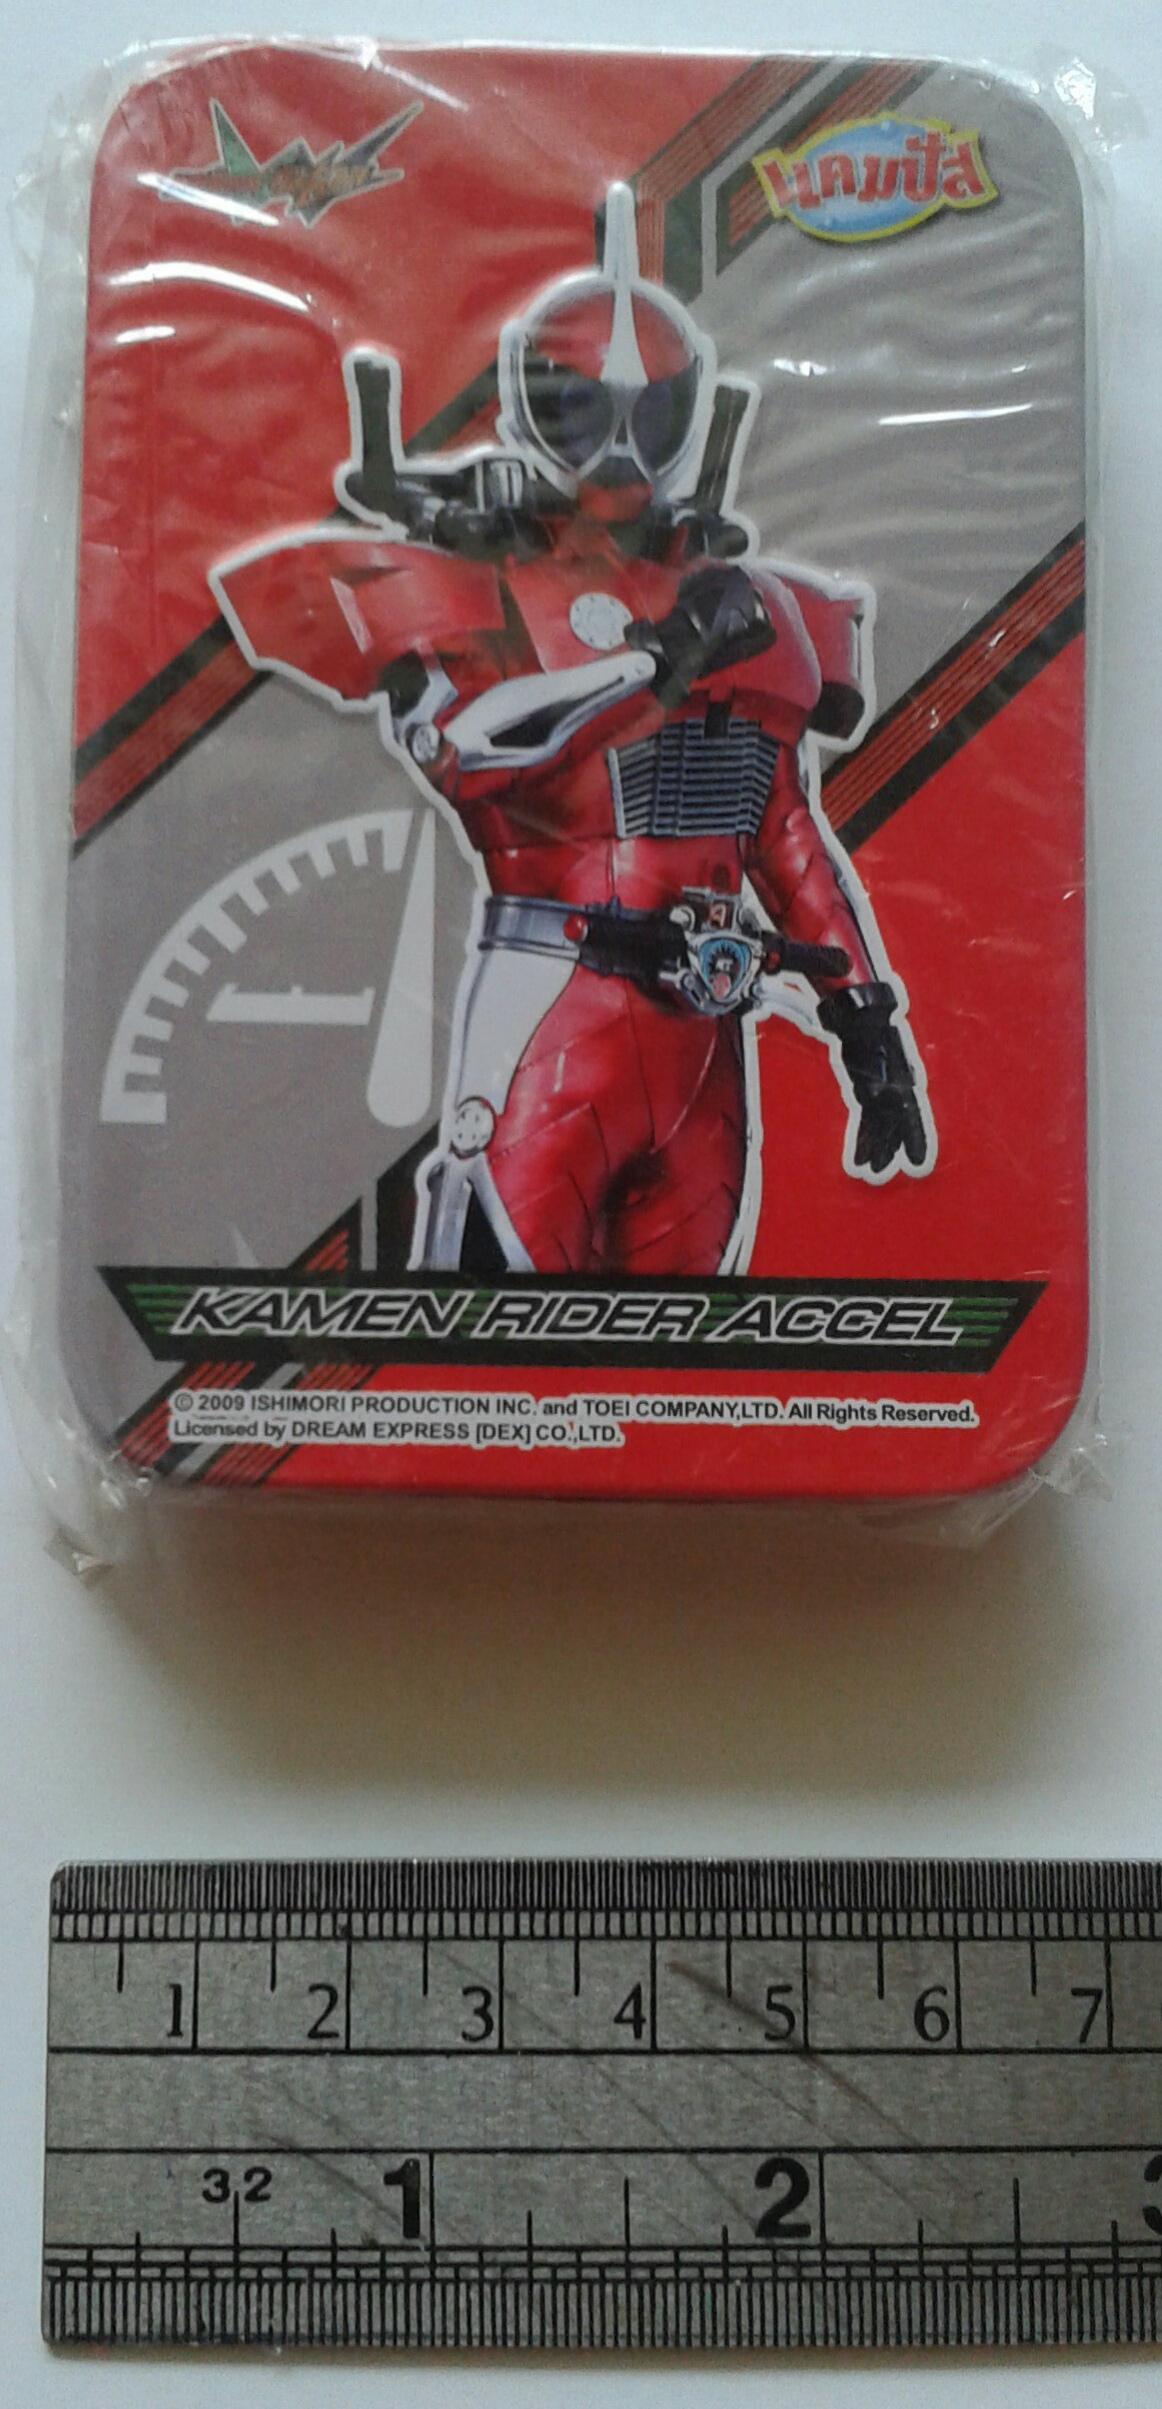 แคมปัส
KAMEN RIDER ACCEL
© 2009 ISHIMORI PRODUCTION INC. and TOEI COMPANY,LTD. All Rights Reserved.
Licensed by DREAM EXPRESS [DEX] CO.,LTD.
1 2 3 4 5 6 7
32 1 2 3